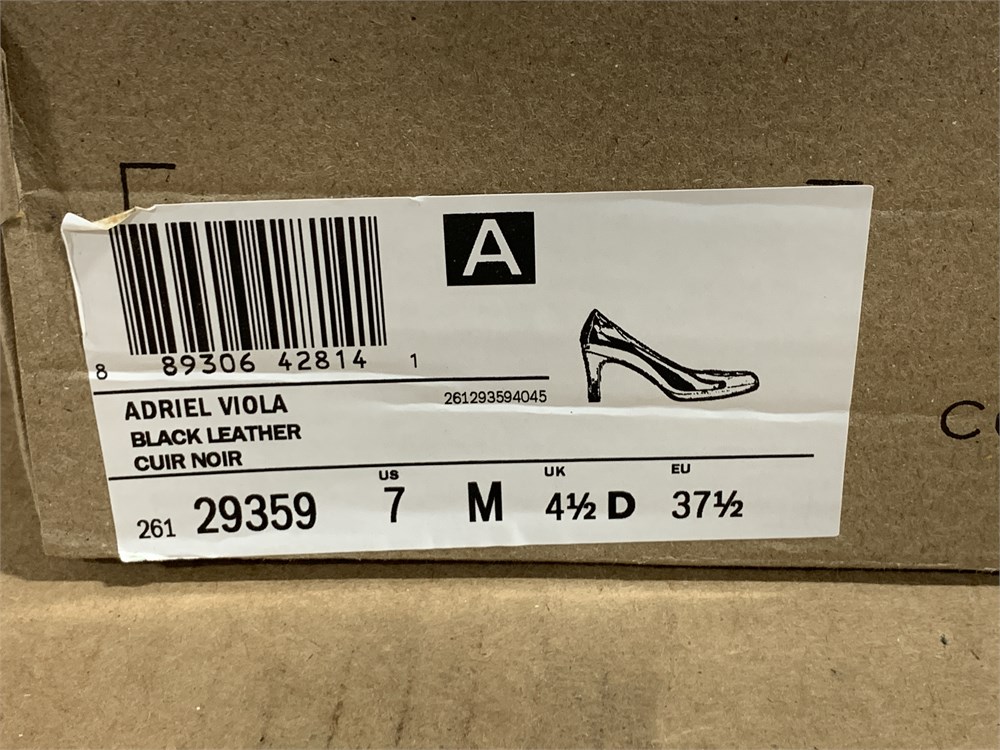 A
8 89306 42814 1
261293594045
ADRIEL VIOLA
BLACK LEATHER
CUIR NOIR
US UK EU
261 29359 7 M 4½ D 37½